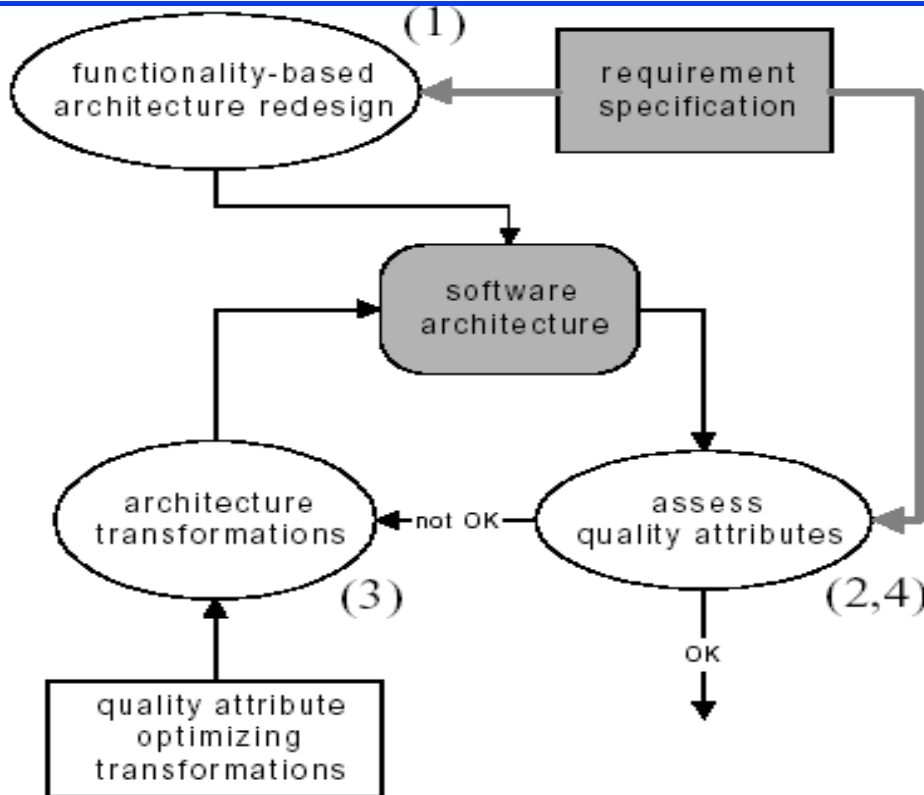 (1)
functionality-based
architecture redesign
requirement
specification
software
architecture
architecture
transformations
not OK
assess
quality attributes
(3)
(2,4)
OK
quality attribute
optimizing
transformations